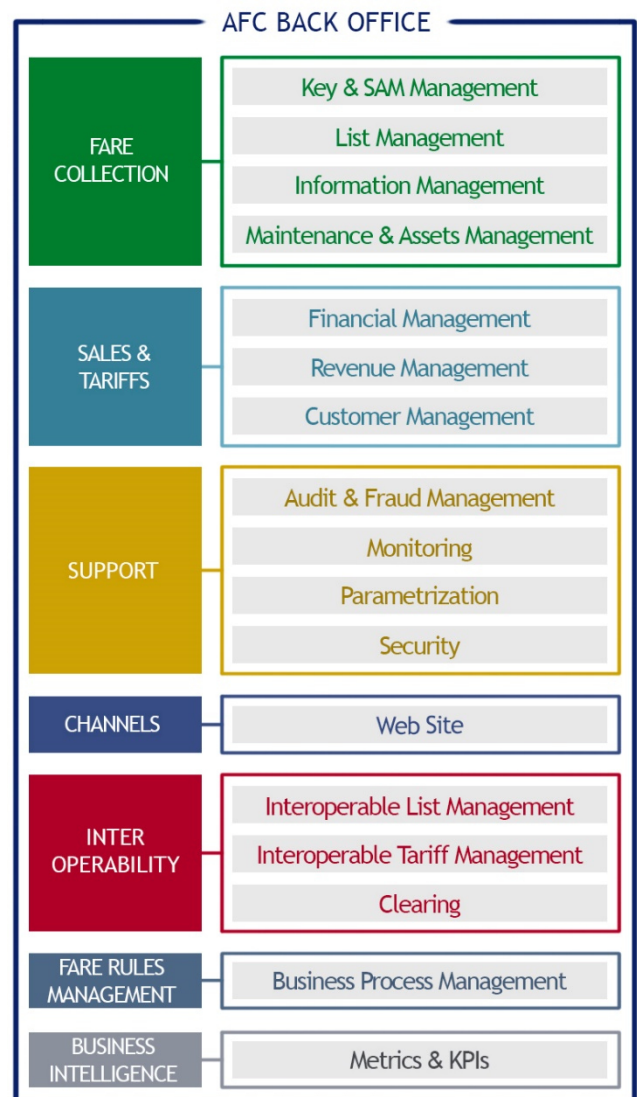 AFC BACK OFFICE
FARE
COLLECTION
Key & SAM Management
List Management
Information Management
Maintenance & Assets Management
SALES &
TARIFFS
Financial Management
Revenue Management
Customer Management
SUPPORT
Audit & Fraud Management
Monitoring
Parametrization
Security
CHANNELS
Web Site
INTER
OPERABILITY
Interoperable List Management
Interoperable Tariff Management
Clearing
FARE RULES
MANAGEMENT
Business Process Management
BUSINESS
INTELLIGENCE
Metrics & KPIs